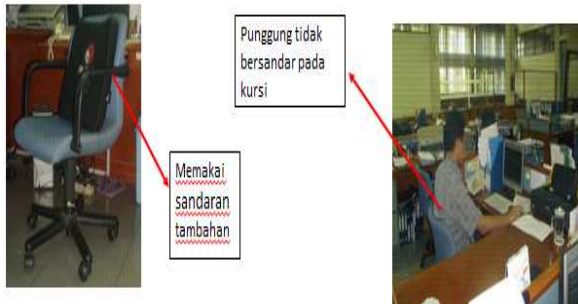 Punggung tidak
bersandar pada
kursi
Memakai
sandaran
tambahan